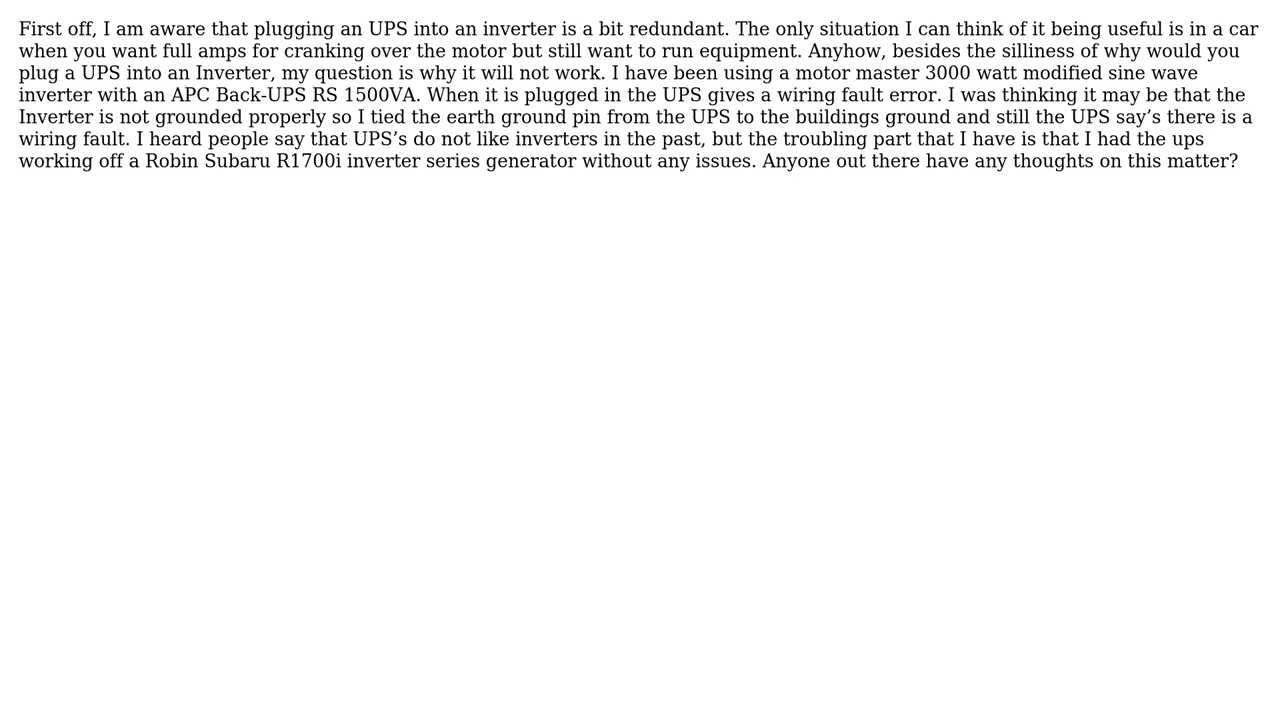 First off, I am aware that plugging an UPS into an inverter is a bit redundant. The only situation I can think of it being useful is in a car
when you want full amps for cranking over the motor but still want to run equipment. Anyhow, besides the silliness of why would you
plug a UPS into an Inverter, my question is why it will not work. I have been using a motor master 3000 watt modified sine wave
inverter with an APC Back-UPS RS 1500VA. When it is plugged in the UPS gives a wiring fault error. I was thinking it may be that the
Inverter is not grounded properly so I tied the earth ground pin from the UPS to the buildings ground and still the UPS say’s there is a
wiring fault. I heard people say that UPS’s do not like inverters in the past, but the troubling part that I have is that I had the ups
working off a Robin Subaru R1700i inverter series generator without any issues. Anyone out there have any thoughts on this matter?